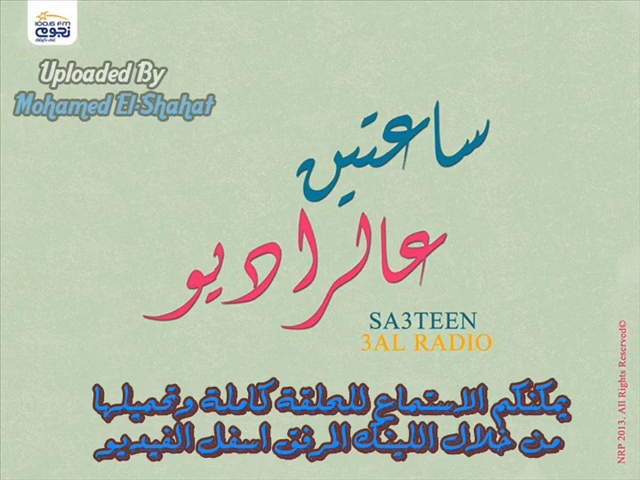 100.6 FM
نجوم
Uploaded By
Mohamed El-Shahat
ساعتين
عالراديو
SA3TEEN
3AL RADIO
يمكنكم الاستماع للحلقة كاملة وتحميلها
من خلال اللينك المرفق اسفل الفيديو
NRP 2013. All Rights Reserved©